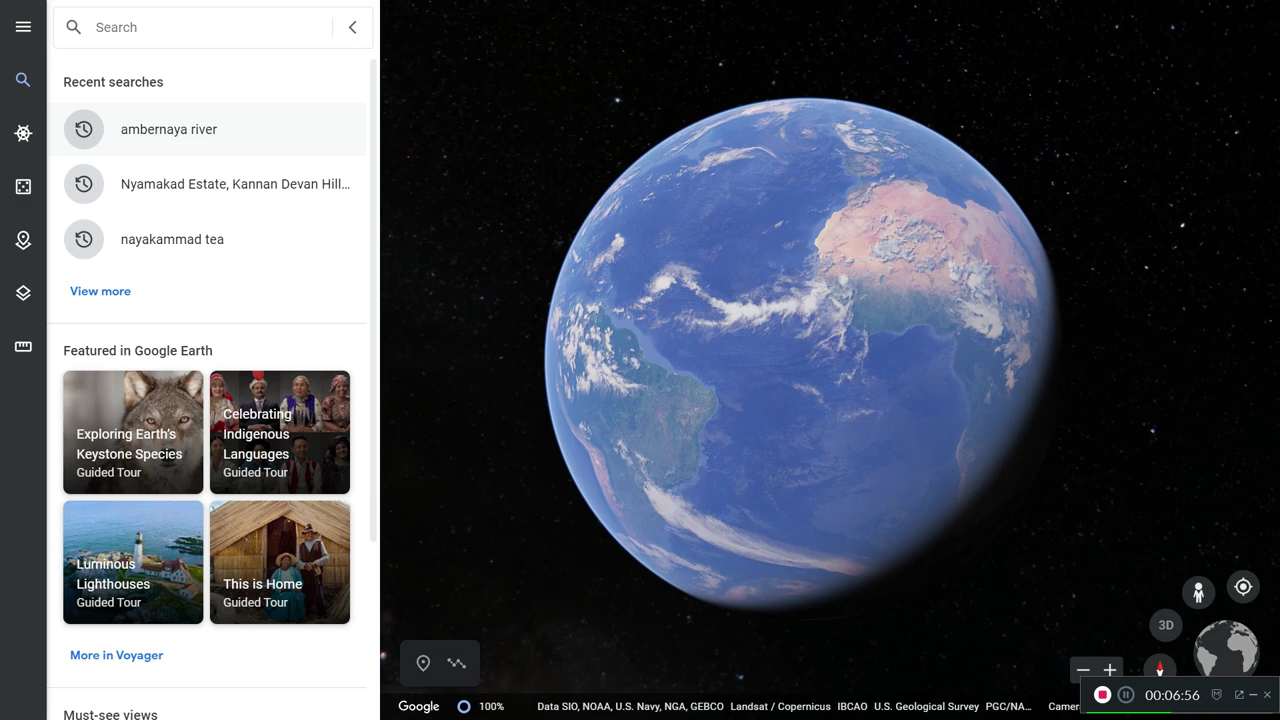 Search
Recent searches
ambernaya river
Nyamakad Estate, Kannan Devan Hill...
nayakammad tea
View more
Featured in Google Earth
Exploring Earth's
Keystone Species
Guided Tour
Celebrating
Indigenous
Languages
Guided Tour
Luminous
Lighthouses
Guided Tour
This is Home
Guided Tour
More in Voyager
Must-see views
3D
Google
100%
Data SIO, NOAA, U.S. Navy, NGA, GEBCO Landsat / Copernicus IBCAO U.S. Geological Survey PGC/NA...
Camer
00:06:56